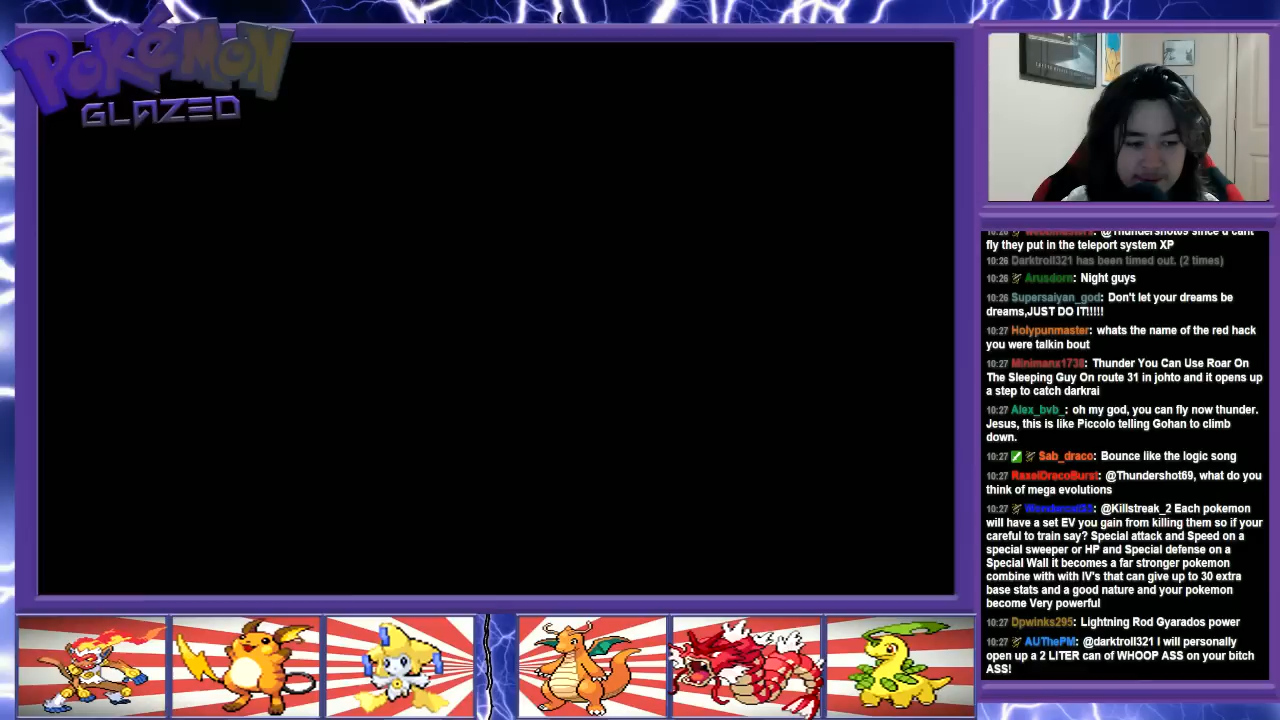 POKéMON
GLAZED
fly they put in the teleport system XP
10:26 Darktroll321 has been timed out. (2 times)
10:26 Arusdorn: Night guys
10:26 Supersaiyan_god: Don't let your dreams be
dreams,JUST DO IT!!!!!
10:27 Holypunmaster: whats the name of the red hack
you were talkin bout
10:27 Minimanx1738: Thunder You Can Use Roar On
The Sleeping Guy On route 31 in johto and it opens up
a step to catch darkrai
10:27 Alex_bvb_: oh my god, you can fly now thunder.
Jesus, this is like Piccolo telling Gohan to climb
down.
10:27 Sab_draco: Bounce like the logic song
10:27 RaxelDracoBurst: @Thundershot69, what do you
think of mega evolutions
10:27 @Killstreak_2 Each pokemon
will have a set EV you gain from killing them so if your
careful to train say? Special attack and Speed on a
special sweeper or HP and Special defense on a
Special Wall it becomes a far stronger pokemon
combine with with IV's that can give up to 30 extra
base stats and a good nature and your pokemon
become Very powerful
10:27 Dpwinks295: Lightning Rod Gyarados power
10:27 AUThePM: @darktroll321 I will personally
open up a 2 LITER can of WHOOP ASS on your bitch
ASS!